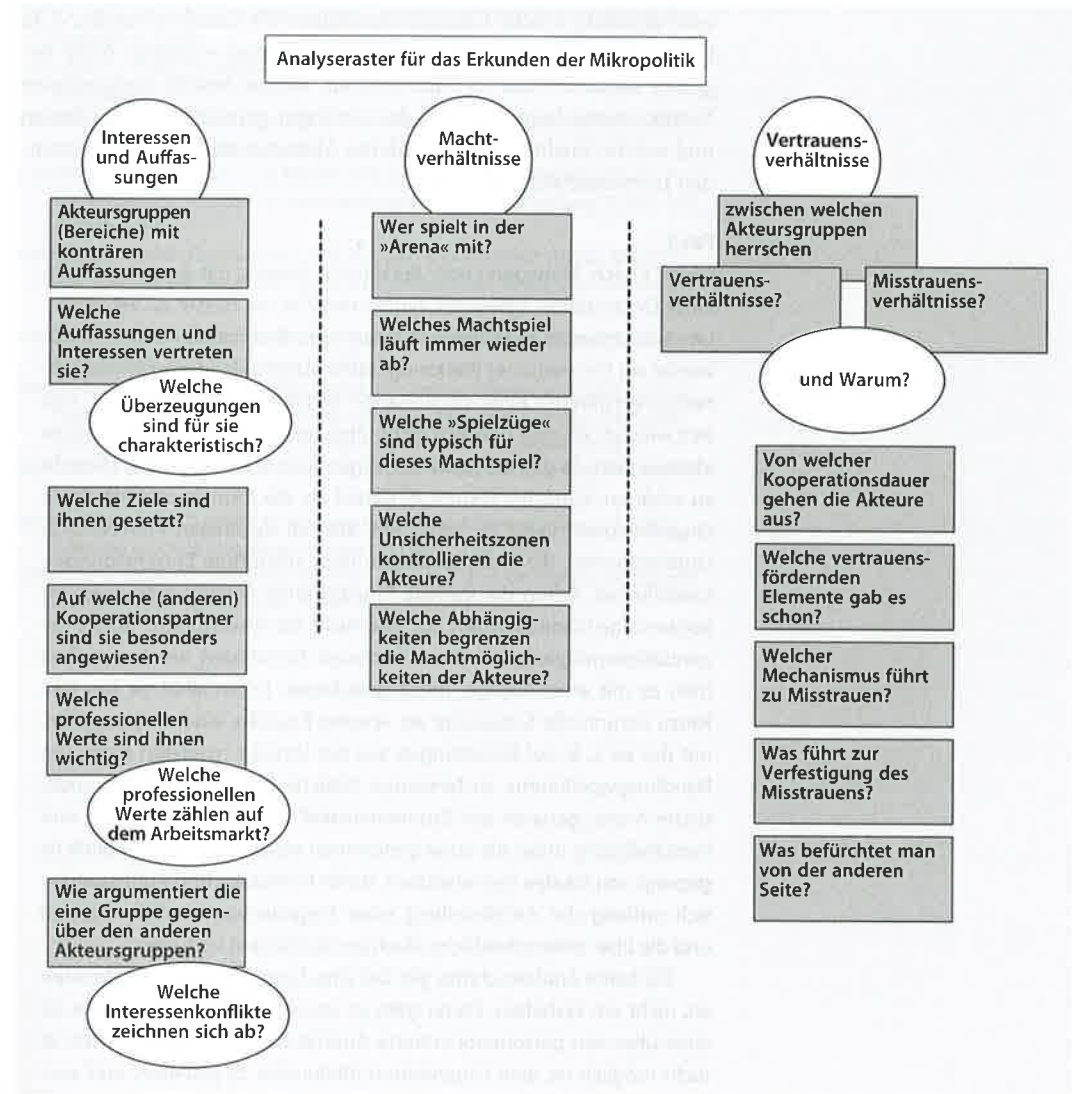 Analyseraster für das Erkunden der Mikropolitik
Interessen
und Auffas-
sungen
Akteursgruppen
(Bereiche) mit
konträren
Auffassungen
Welche
Auffassungen und
Interessen vertreten
sie?
Welche
Überzeugungen
sind für sie
charakteristisch?
Welche Ziele sind
ihnen gesetzt?
Auf welche (anderen)
Kooperationspartner
sind sie besonders
angewiesen?
Welche
professionellen
Werte sind ihnen
wichtig?
Welche
professionellen
Werte zählen auf
dem Arbeitsmarkt?
Wie argumentiert die
eine Gruppe gegen-
über den anderen
Akteursgruppen?
Welche
Interessenkonflikte
zeichnen sich ab?
Macht-
verhältnisse
Wer spielt in der
»Arena« mit?
Welches Machtspiel
läuft immer wieder
ab?
Welche »Spielzüge«
sind typisch für
dieses Machtspiel?
Welche
Unsicherheitszonen
kontrollieren die
Akteure?
Welche Abhängig-
keiten begrenzen
die Machtmöglich-
keiten der Akteure?
Vertrauens-
verhältnisse
zwischen welchen
Akteursgruppen
herrschen
Vertrauens-
verhältnisse?
Misstrauens-
verhältnisse?
und Warum?
Von welcher
Kooperationsdauer
gehen die Akteure
aus?
Welche vertrauens-
fördernden
Elemente gab es
schon?
Welcher
Mechanismus führt
zu Misstrauen?
Was führt zur
Verfestigung des
Misstrauens?
Was befürchtet man
von der anderen
Seite?